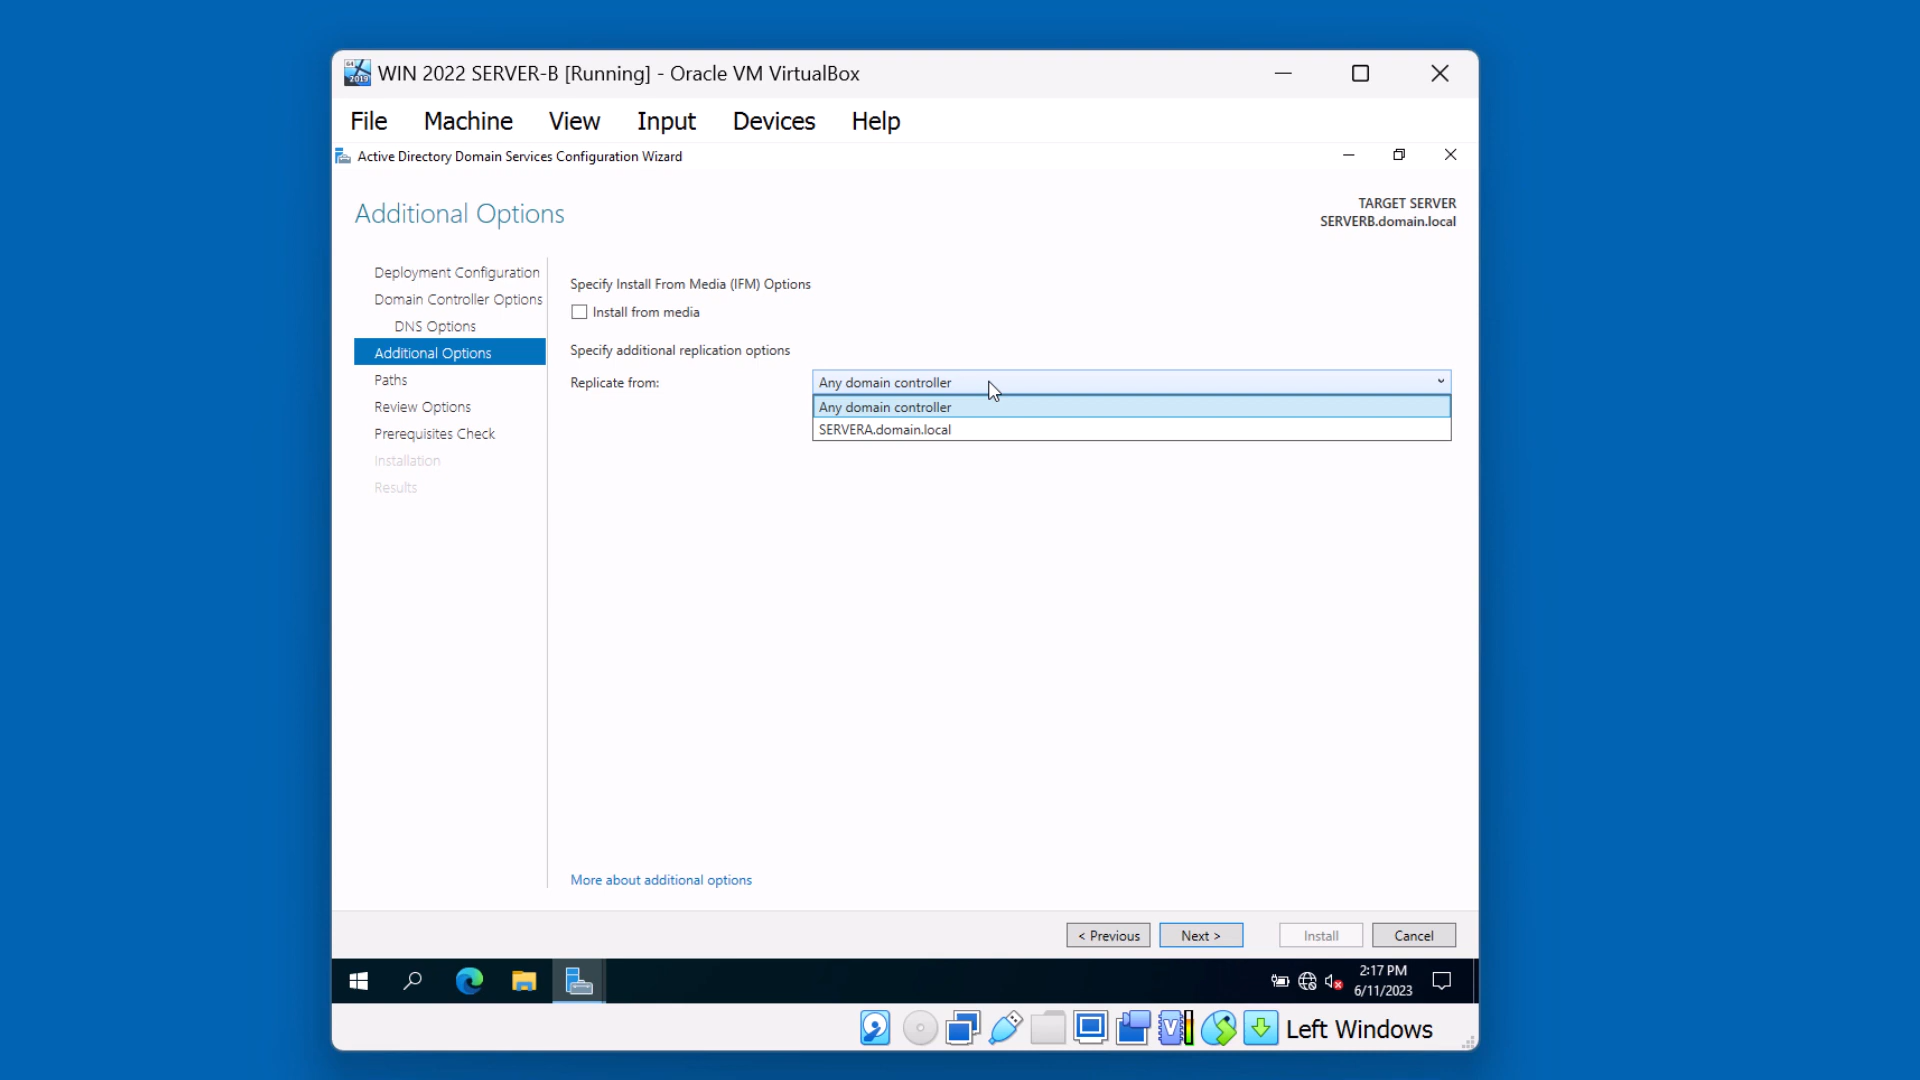 WIN 2022 SERVER-B [Running] - Oracle VM VirtualBox
File Machine View Input Devices Help
Active Directory Domain Services Configuration Wizard
Additional Options
TARGET SERVER
SERVERB.domain.local
Deployment Configuration
Domain Controller Options
DNS Options
Additional Options
Paths
Review Options
Prerequisites Check
Installation
Results
Specify Install From Media (IFM) Options
Install from media
Specify additional replication options
Replicate from:
Any domain controller
Any domain controller
SERVERA.domain.local
More about additional options
< Previous
Next >
Install
Cancel
2:17 PM
6/11/2023
Left Windows